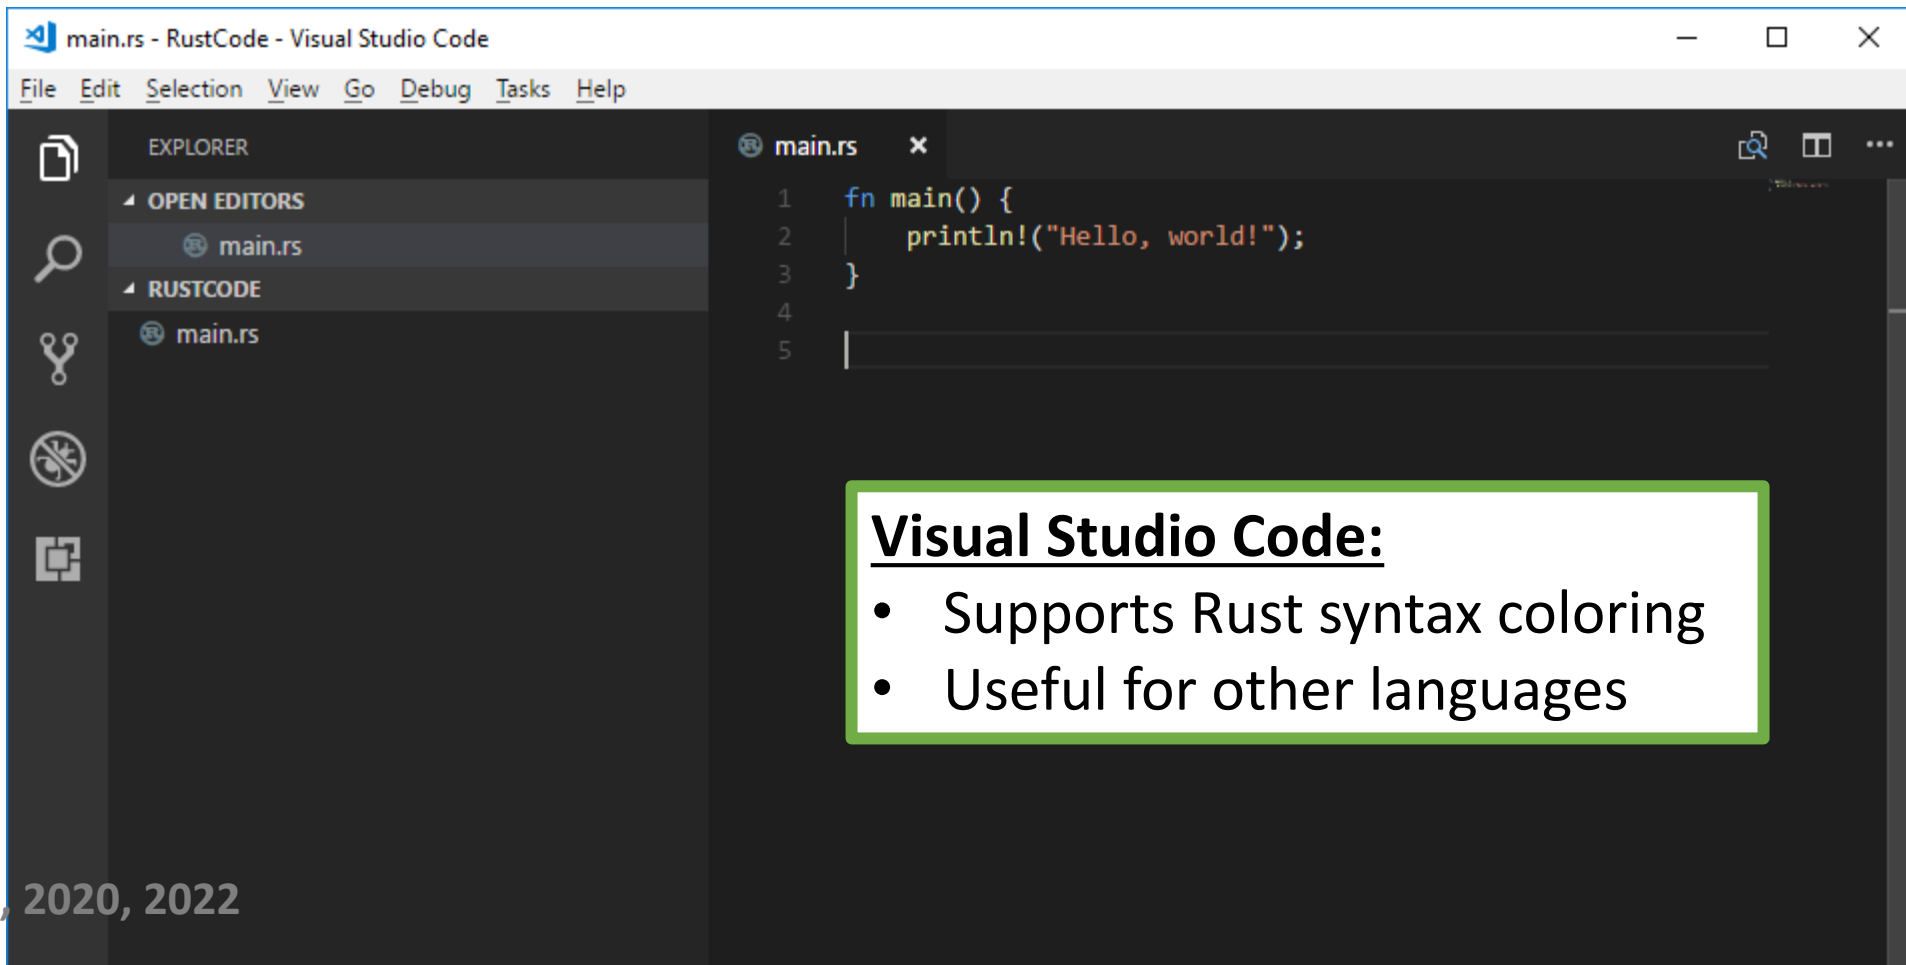 main.rs - RustCode - Visual Studio Code
File Edit Selection View Go Debug Tasks Help
EXPLORER
OPEN EDITORS
main.rs
RUSTCODE
main.rs
main.rs
1 fn main() {
2 println!("Hello, world!");
3 }
4
5
Visual Studio Code:
• Supports Rust syntax coloring
• Useful for other languages
, 2020, 2022